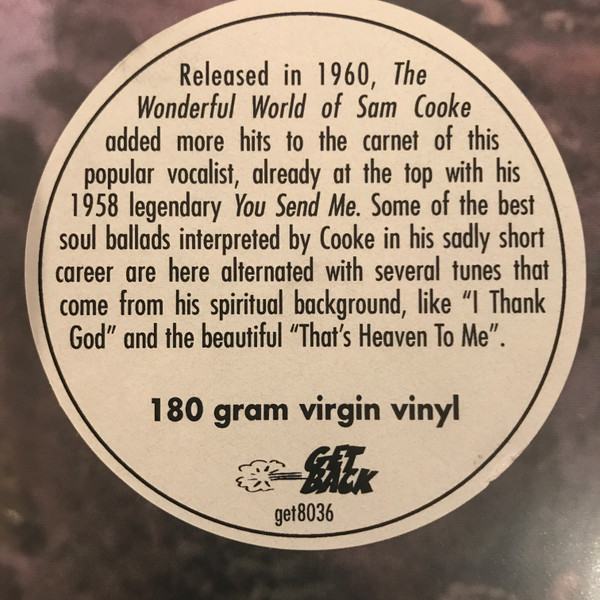 Released in 1960, The
Wonderful World of Sam Cooke
added more hits to the carnet of this
popular vocalist, already at the top with his
1958 legendary You Send Me. Some of the best
soul ballads interpreted by Cooke in his sadly short
career are here alternated with several tunes that
come from his spiritual background, like “I Thank
God” and the beautiful “That’s Heaven To Me”.
180 gram virgin vinyl
GET
BACK
get8036